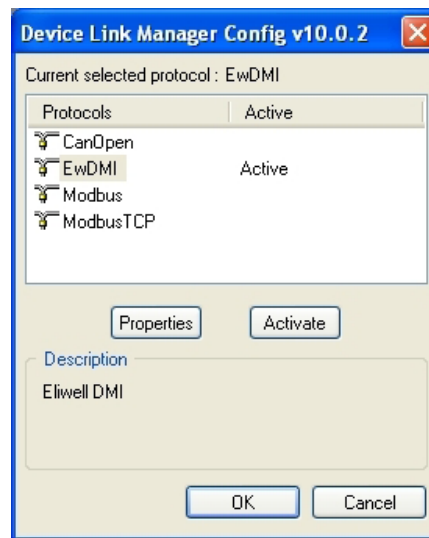 Device Link Manager Config v10.0.2
Current selected protocol : EwDMI
Protocols Active
CanOpen
EwDMI Active
Modbus
ModbusTCP
Properties Activate
Description
Eliwell DMI
OK Cancel